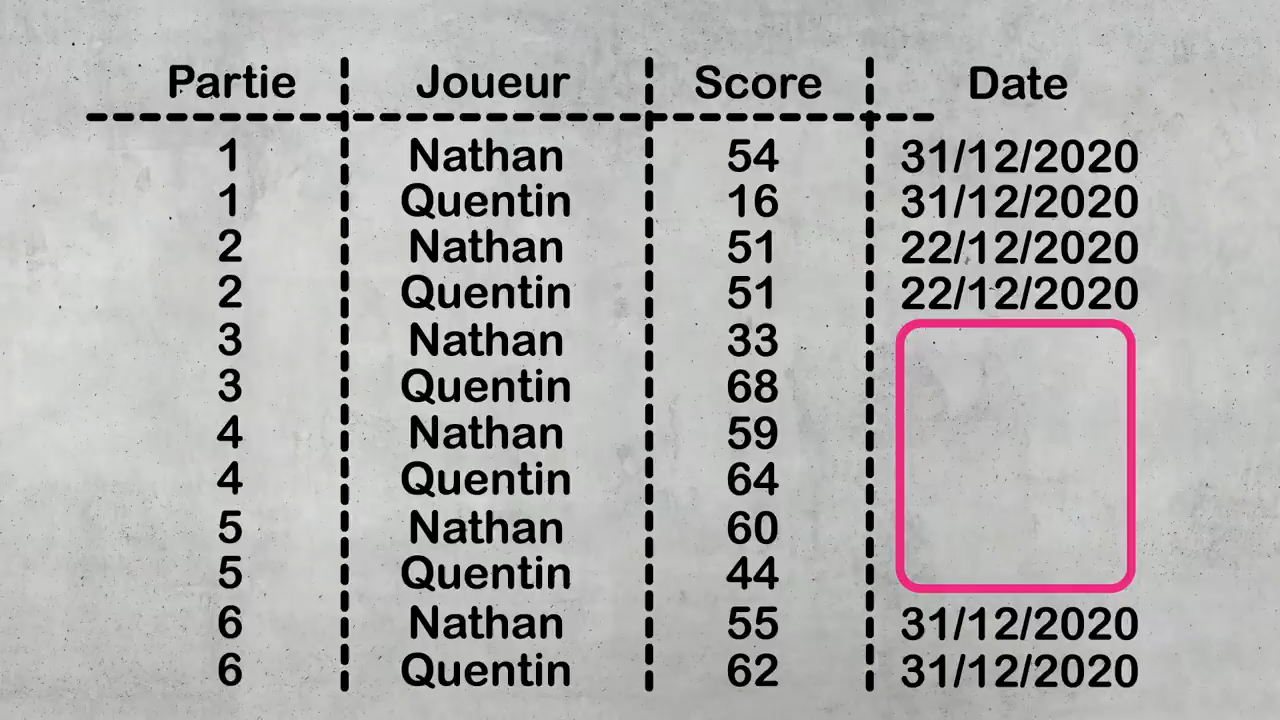 Partie Joueur Score Date
1 Nathan 54 31/12/2020
1 Quentin 16 31/12/2020
2 Nathan 51 22/12/2020
2 Quentin 51 22/12/2020
3 Nathan 33
3 Quentin 68
4 Nathan 59
4 Quentin 64
5 Nathan 60
5 Quentin 44
6 Nathan 55 31/12/2020
6 Quentin 62 31/12/2020